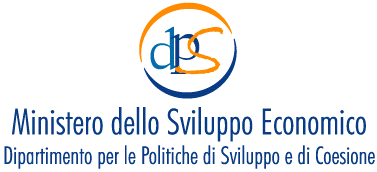 dps
Ministero dello Sviluppo Economico
Dipartimento per le Politiche di Sviluppo e di Coesione